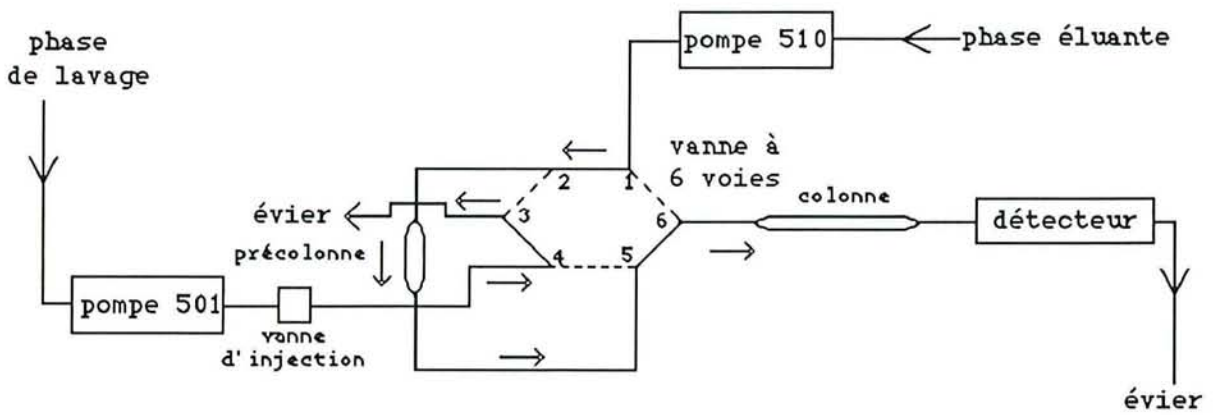 phase
de lavage
pompe 510
phase éluante
vanne à
6 voies
2
1
3
6
4
5
évier
précolonne
colonne
détecteur
pompe 501
vanne
d'injection
évier